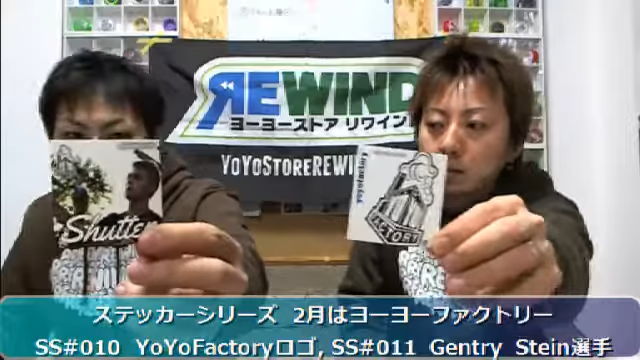 REWIND
ヨーヨーストア リワインド
YoYoStoreREWIND
Shutter
yoyofactory
FACTORY
ステッカーシリーズ 2月はヨーヨーファクトリー
SS#010 YoYoFactoryロゴ, SS#011 Gentry Stein選手